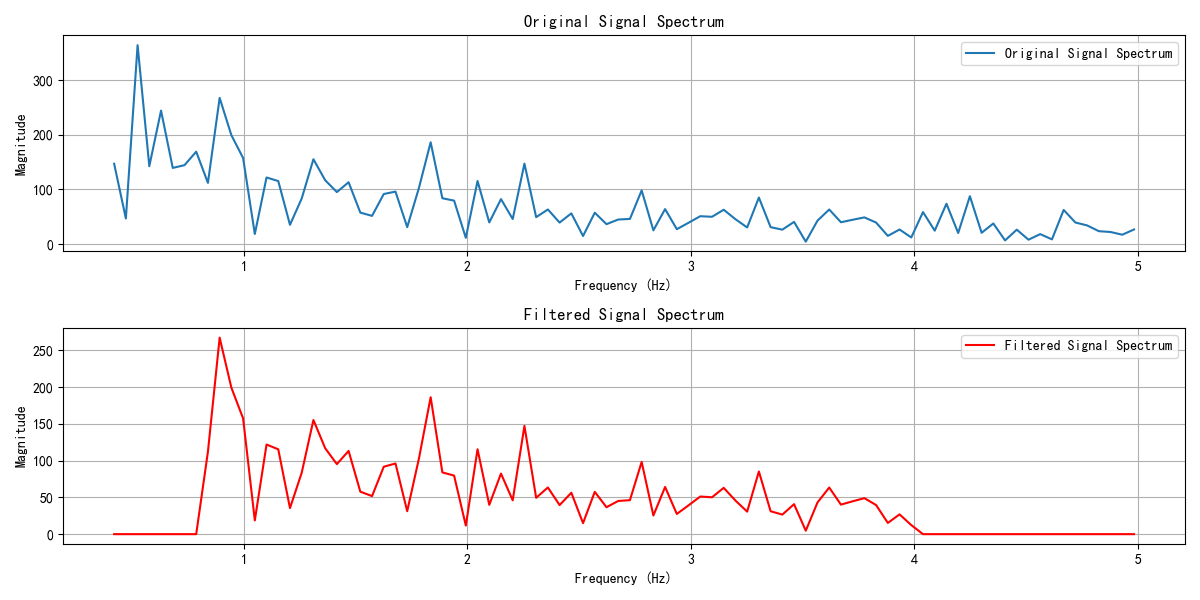 Original Signal Spectrum
Original Signal Spectrum
Magnitude
300
200
100
0
1 2 3 4 5
Frequency (Hz)
Filtered Signal Spectrum
Filtered Signal Spectrum
Magnitude
250
200
150
100
50
0
1 2 3 4 5
Frequency (Hz)